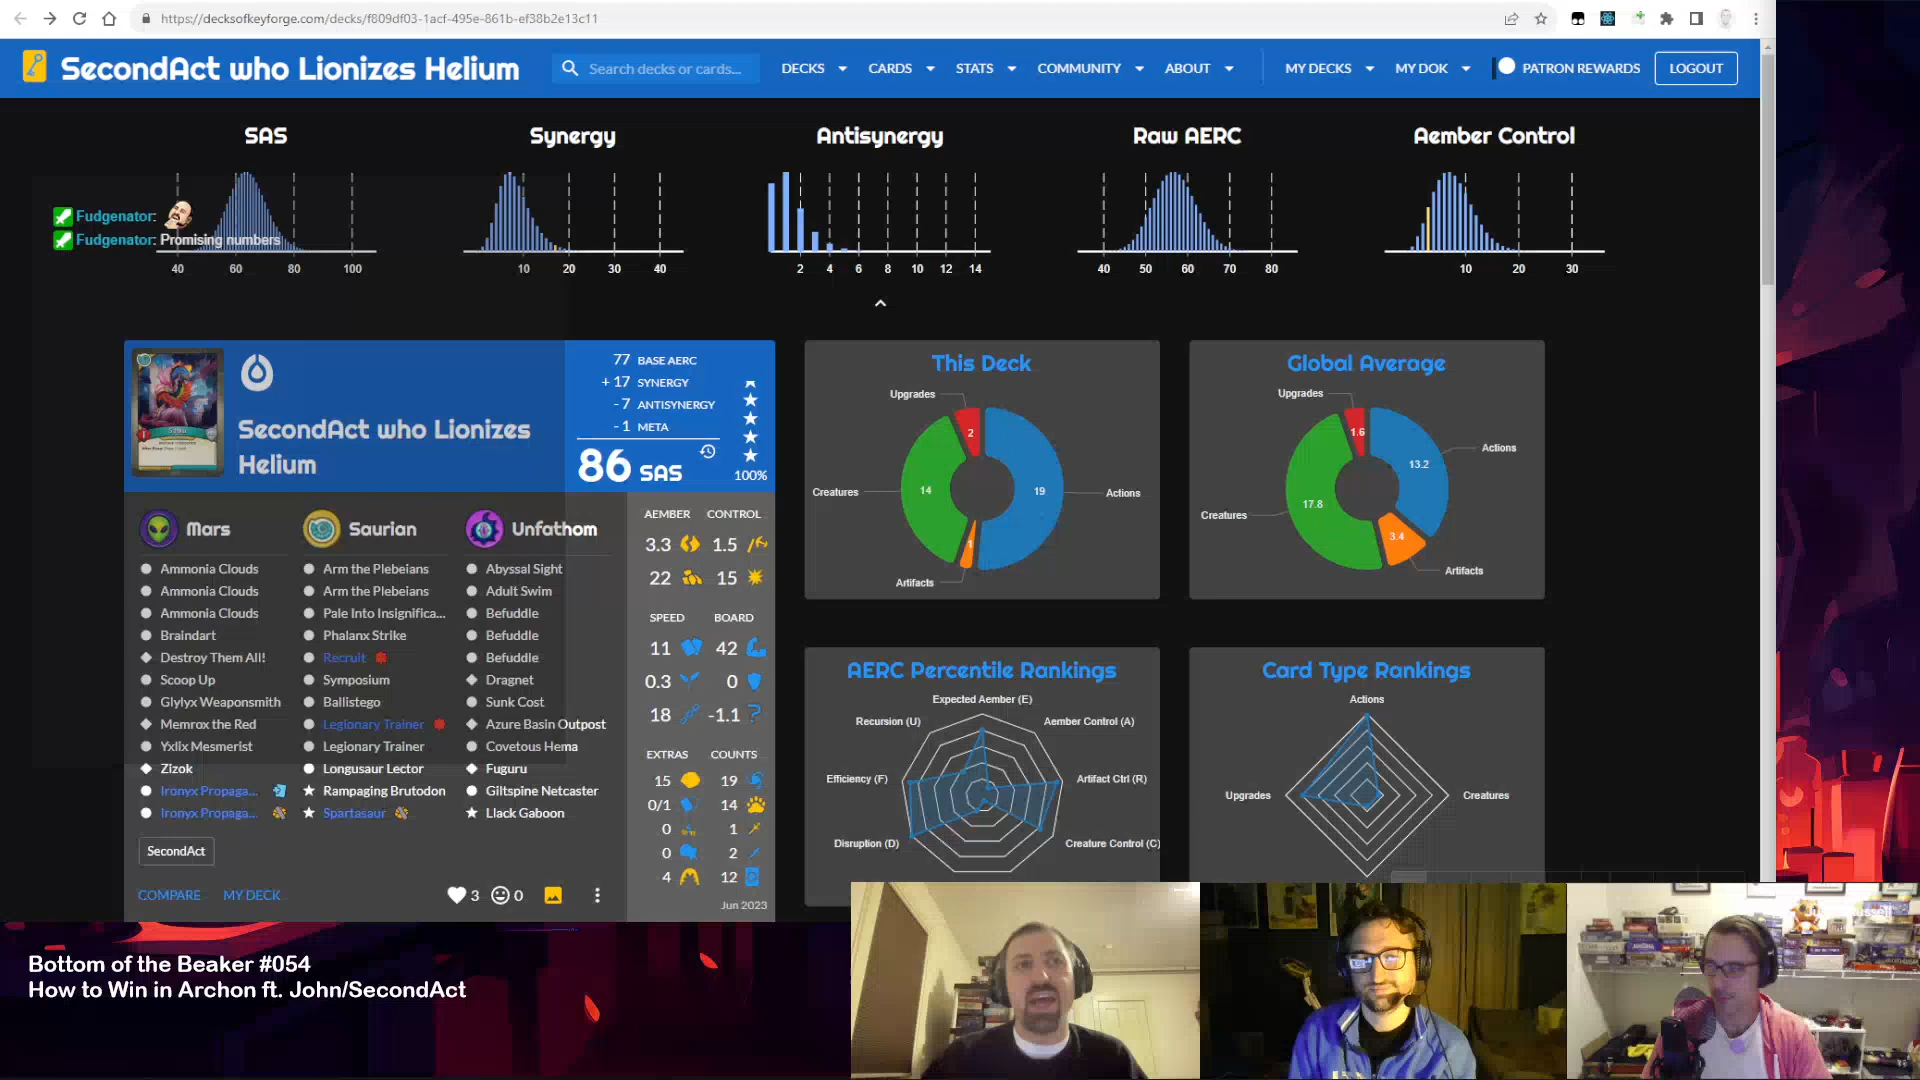 https://decksofkeyforge.com/decks/f809df03-1acf-495e-861b-ef38b2e13c11
SecondAct who Lionizes Helium
Search decks or cards...
DECKS
CARDS
STATS
COMMUNITY
ABOUT
MY DECKS
MY DOK
PATRON REWARDS
LOGOUT
SAS
Synergy
Antisynergy
Raw AERC
Aember Control
Fudgenator:
Fudgenator: Promising numbers
40 60 80 100
10 20 30 40
2 4 6 8 10 12 14
40 50 60 70 80
10 20 30
SecondAct who Lionizes
Helium
77 BASE AERC
+ 17 SYNERGY
- 7 ANTISYNERGY
- 1 META
86 SAS
100%
Mars
Ammonia Clouds
Ammonia Clouds
Ammonia Clouds
Braindart
Destroy Them All!
Scoop Up
Glylyx Weaponsmith
Memrox the Red
Yxlix Mesmerist
Zizok
Ironyx Propaga...
Ironyx Propaga...
Saurian
Arm the Plebeians
Arm the Plebeians
Pale Into Insignifica...
Phalanx Strike
Recruit
Symposium
Ballistego
Legionary Trainer
Legionary Trainer
Longusaur Lector
Rampaging Brutodon
Spartasaur
Unfathom
Abyssal Sight
Adult Swim
Befuddle
Befuddle
Befuddle
Dragnet
Sunk Cost
Azure Basin Outpost
Covetous Hema
Fuguru
Giltspine Netcaster
Llack Gaboon
AEMBER CONTROL
3.3 1.5
22 15
SPEED BOARD
11 42
0.3 0
18 -1.1
EXTRAS COUNTS
15 19
0/1 14
0 1
0 2
4 12
Jun 2023
SecondAct
COMPARE
MY DECK
3
0
This Deck
Upgrades
2
Creatures
14
19
Actions
1
Artifacts
Global Average
Upgrades
1.6
Actions
13.2
17.8
Creatures
3.4
Artifacts
AERC Percentile Rankings
Expected Aember (E)
Recursion (U)
Aember Control (A)
Efficiency (F)
Artifact Ctrl (R)
Disruption (D)
Creature Control (C)
Card Type Rankings
Actions
Upgrades
Creatures
Bottom of the Beaker #054
How to Win in Archon ft. John/SecondAct